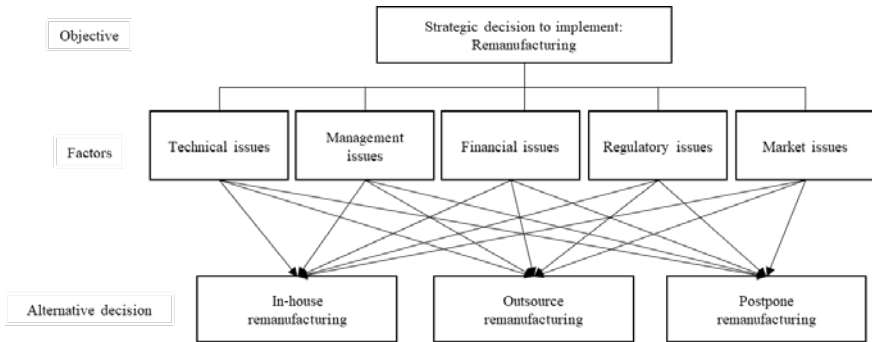 Objective
Strategic decision to implement:
Remanufacturing
Factors
Technical issues
Management
issues
Financial issues
Regulatory issues
Market issues
Alternative decision
In-house
remanufacturing
Outsource
remanufacturing
Postpone
remanufacturing